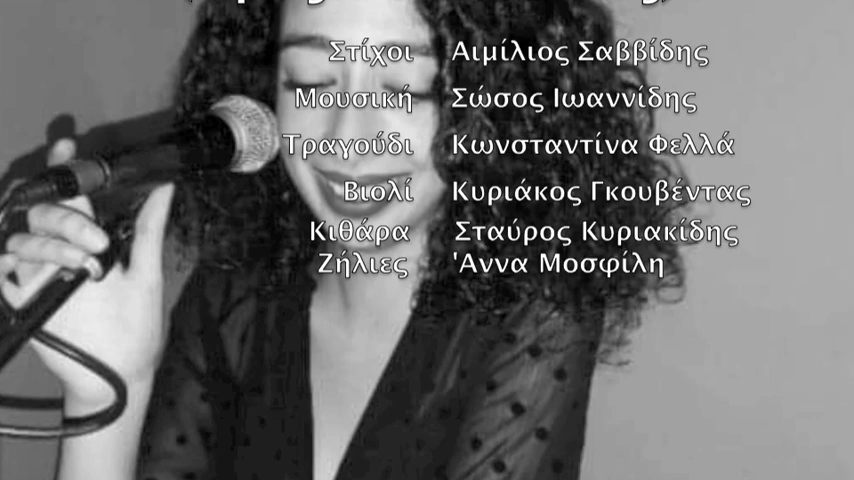 Στίχοι Αιμίλιος Σαββίδης
Μουσική Σώσος Ιωαννίδης
Τραγούδι Κωνσταντίνα Φελλά
Βιολί Κυριάκος Γκουβέντας
Κιθάρα Σταύρος Κυριακίδης
Ζήλιες 'Αννα Μοσφίλη